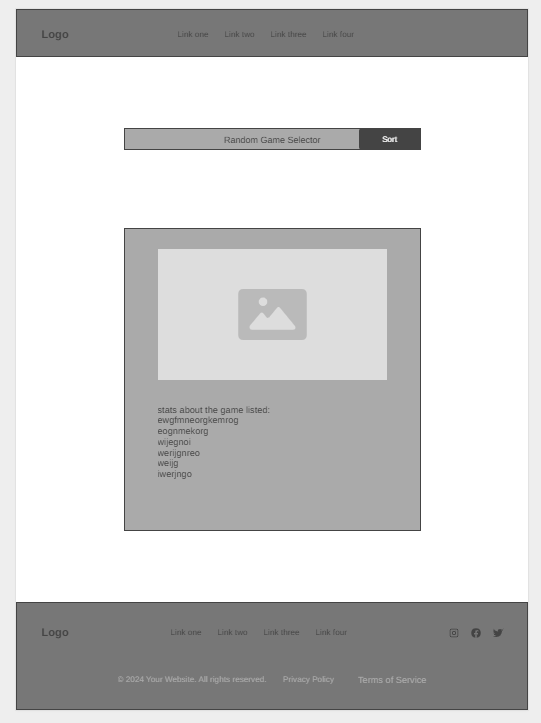 Logo
Link one Link two Link three Link four
Random Game Selector
Sort
stats about the game listed:
ewgfmneorgkemrog
eognmekorg
wijegnoi
werijgnreo
weijg
iwerjngo
Logo
Link one Link two Link three Link four
© 2024 Your Website. All rights reserved. Privacy Policy Terms of Service